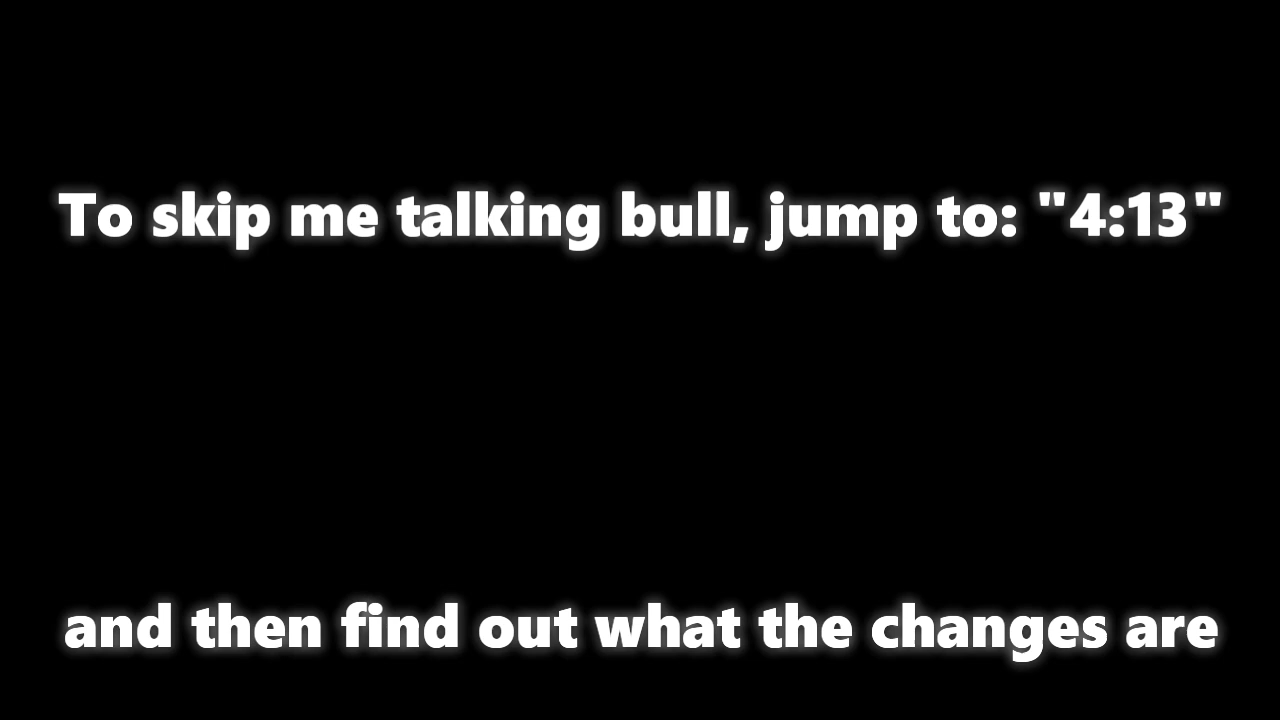 To skip me talking bull, jump to: "4:13"
and then find out what the changes are